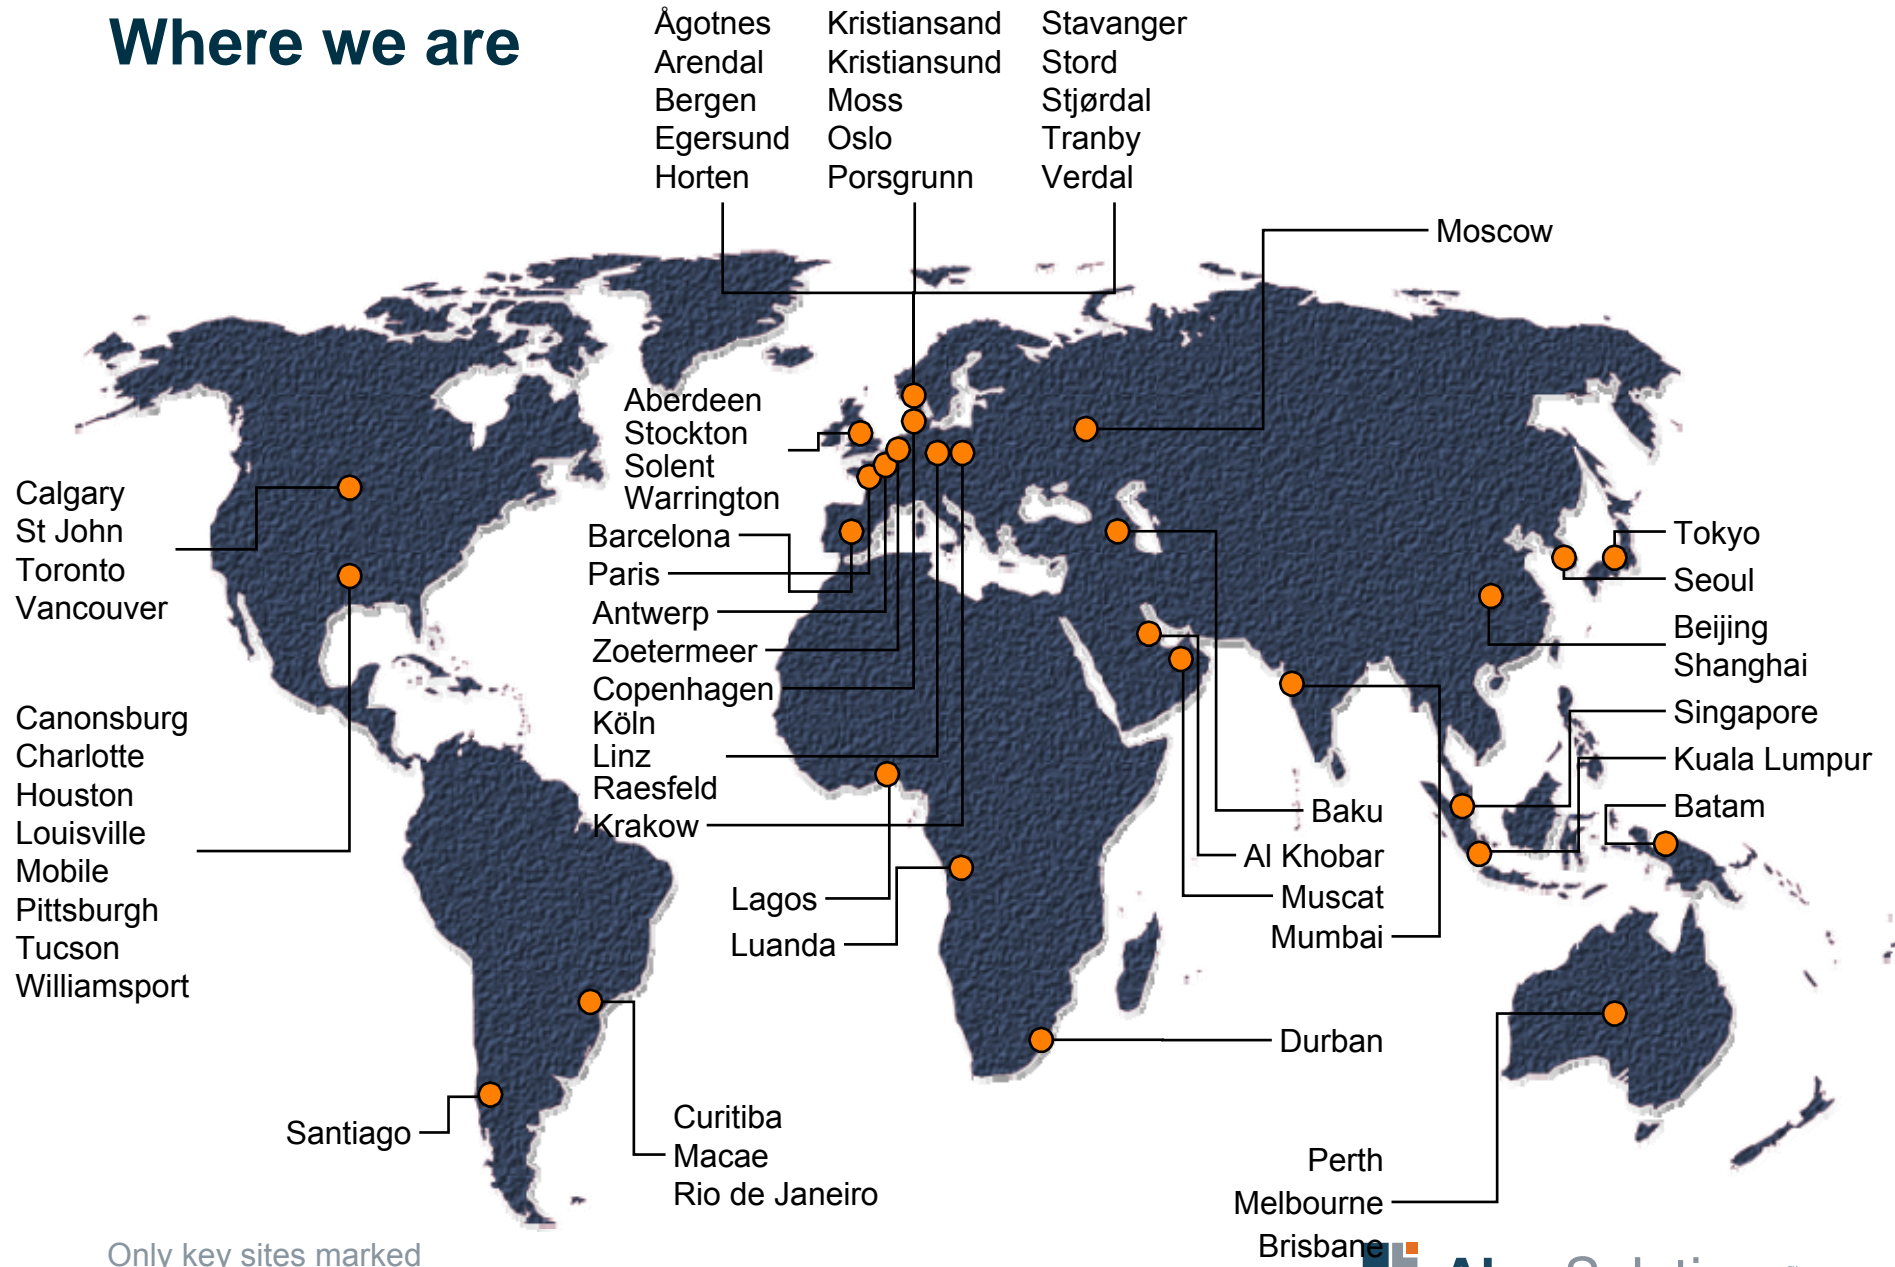 Where we are
Ågotnes
Arendal
Bergen
Egersund
Horten
Kristiansand
Kristiansund
Moss
Oslo
Porsgrunn
Stavanger
Stord
Stjørdal
Tranby
Verdal
Moscow
Aberdeen
Stockton
Solent
Warrington
Barcelona
Paris
Antwerp
Zoetermeer
Copenhagen
Köln
Linz
Raesfeld
Krakow
Calgary
St John
Toronto
Vancouver
Canonsburg
Charlotte
Houston
Louisville
Mobile
Pittsburgh
Tucson
Williamsport
Tokyo
Seoul
Beijing
Shanghai
Singapore
Kuala Lumpur
Batam
Baku
Al Khobar
Muscat
Mumbai
Lagos
Luanda
Durban
Santiago
Curitiba
Macae
Rio de Janeiro
Perth
Melbourne
Brisbane
Only key sites marked